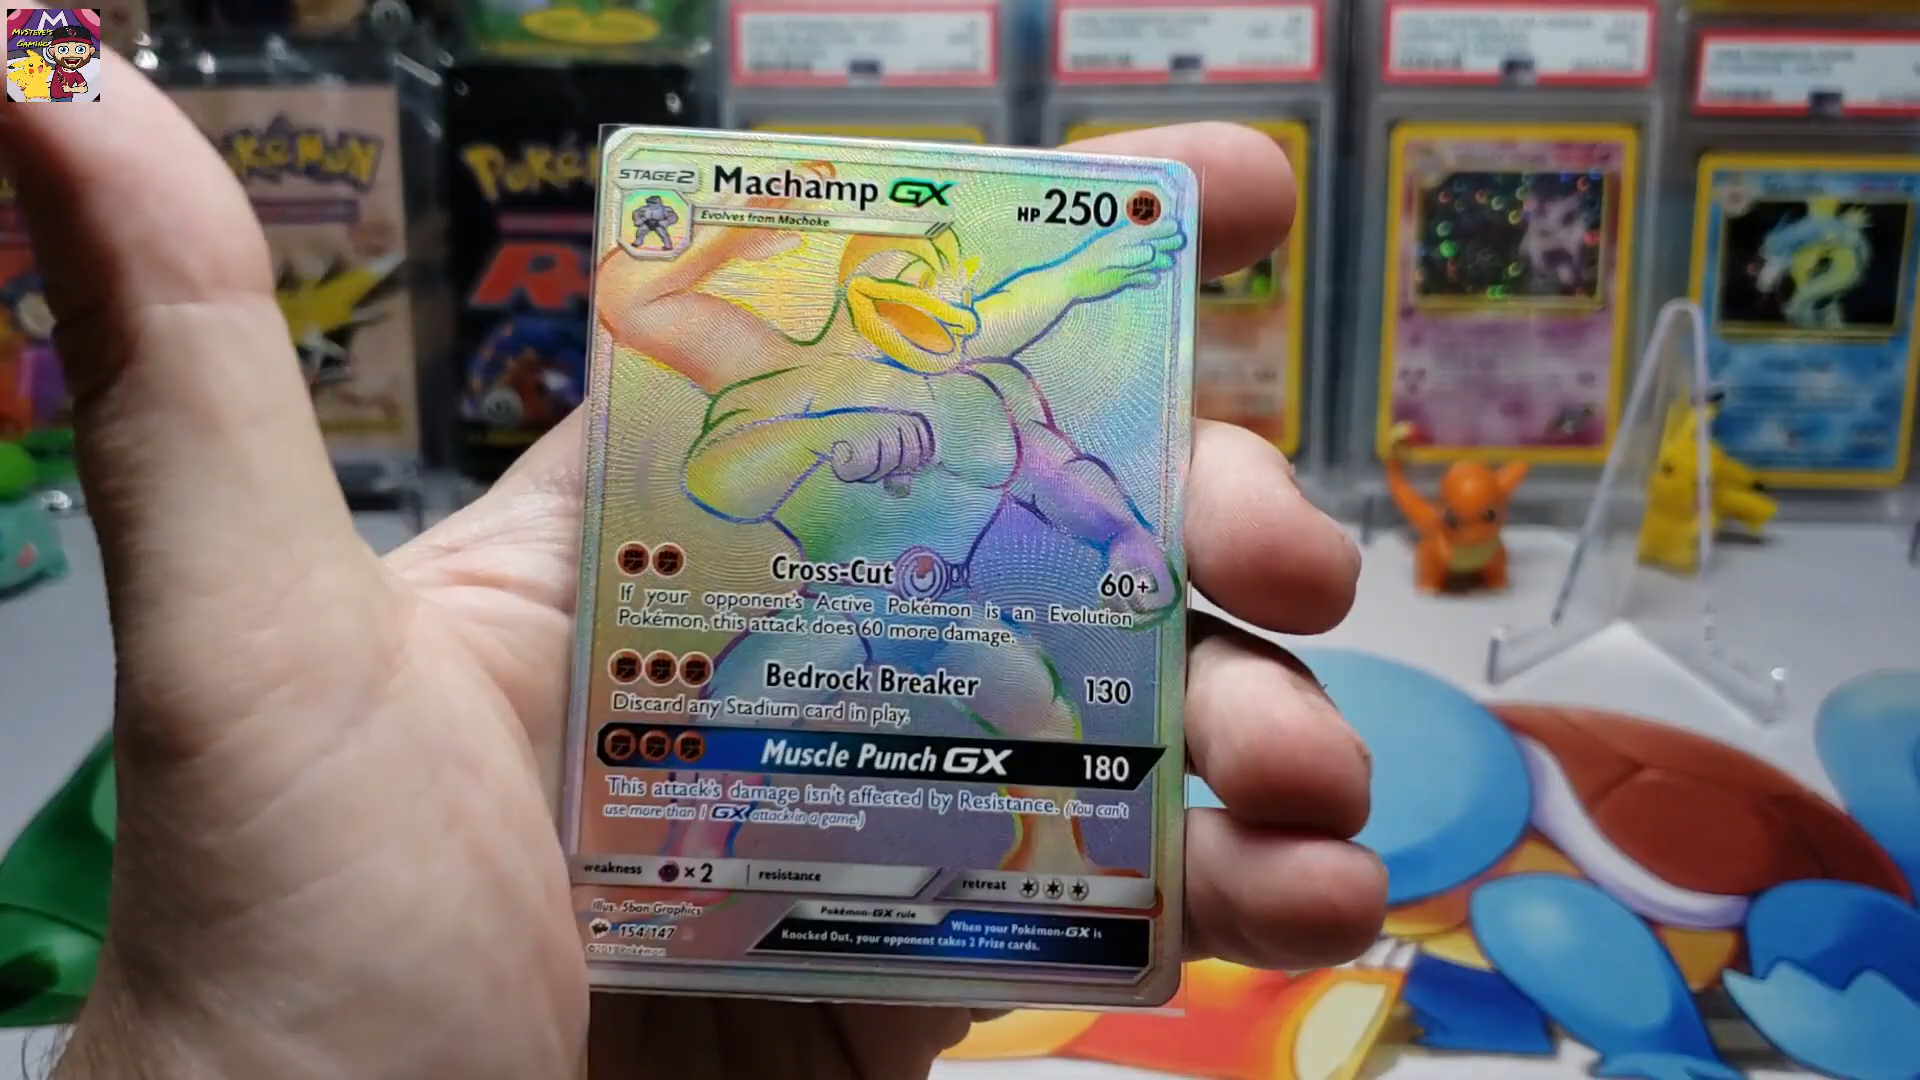 MySteve's
Gaming
POKéMON
POKé
R
STAGE 2
Machamp GX
HP 250
Evolves from Machoke
Cross-Cut
60+
If your opponent's Active Pokémon is an Evolution
Pokémon, this attack does 60 more damage.
Bedrock Breaker
130
Discard any Stadium card in play.
Muscle Punch GX
180
This attack's damage isn't affected by Resistance. (You can't
use more than 1 GX attack in a game.)
weakness × 2
resistance
retreat
Illus. 5ban Graphics
154/147
Pokémon-GX rule
When your Pokémon-GX is
Knocked Out, your opponent takes 2 Prize cards.